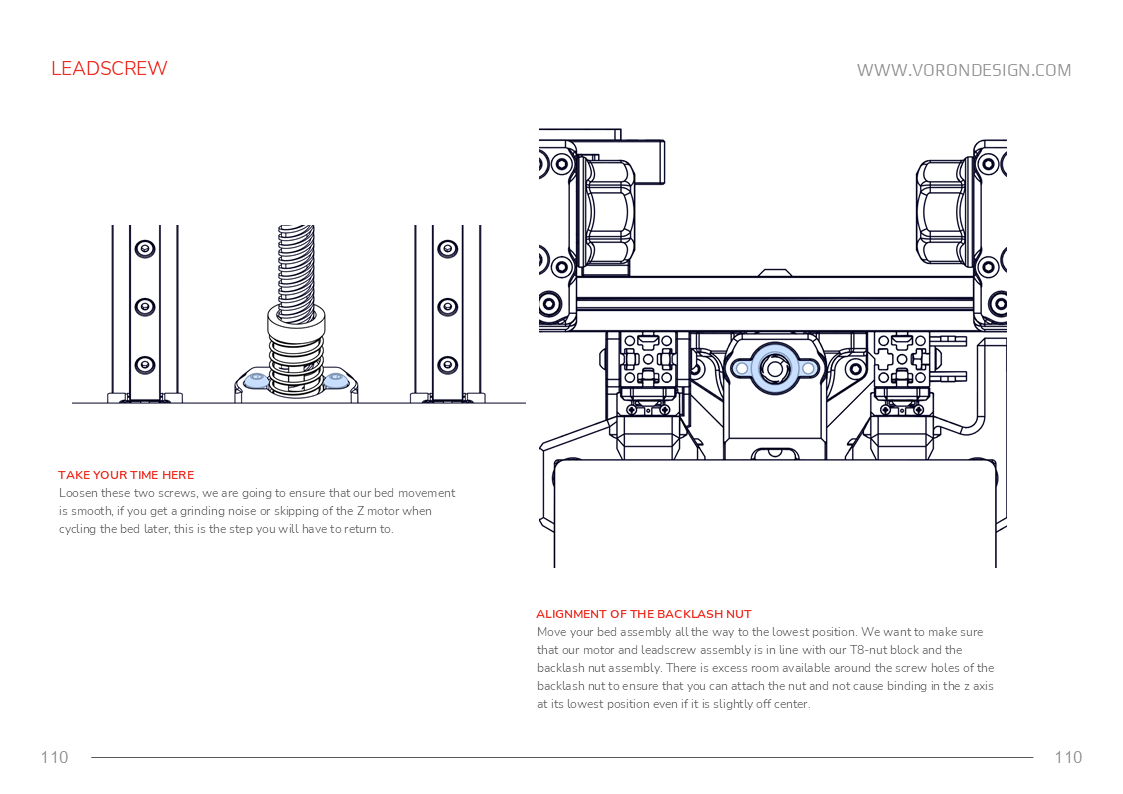 LEADSCREW
WWW.VORONDESIGN.COM
TAKE YOUR TIME HERE
Loosen these two screws, we are going to ensure that our bed movement
is smooth, if you get a grinding noise or skipping of the Z motor when
cycling the bed later, this is the step you will have to return to.
ALIGNMENT OF THE BACKLASH NUT
Move your bed assembly all the way to the lowest position. We want to make sure
that our motor and leadscrew assembly is in line with our T8-nut block and the
backlash nut assembly. There is excess room available around the screw holes of the
backlash nut to ensure that you can attach the nut and not cause binding in the z axis
at its lowest position even if it is slightly off center.
110
110